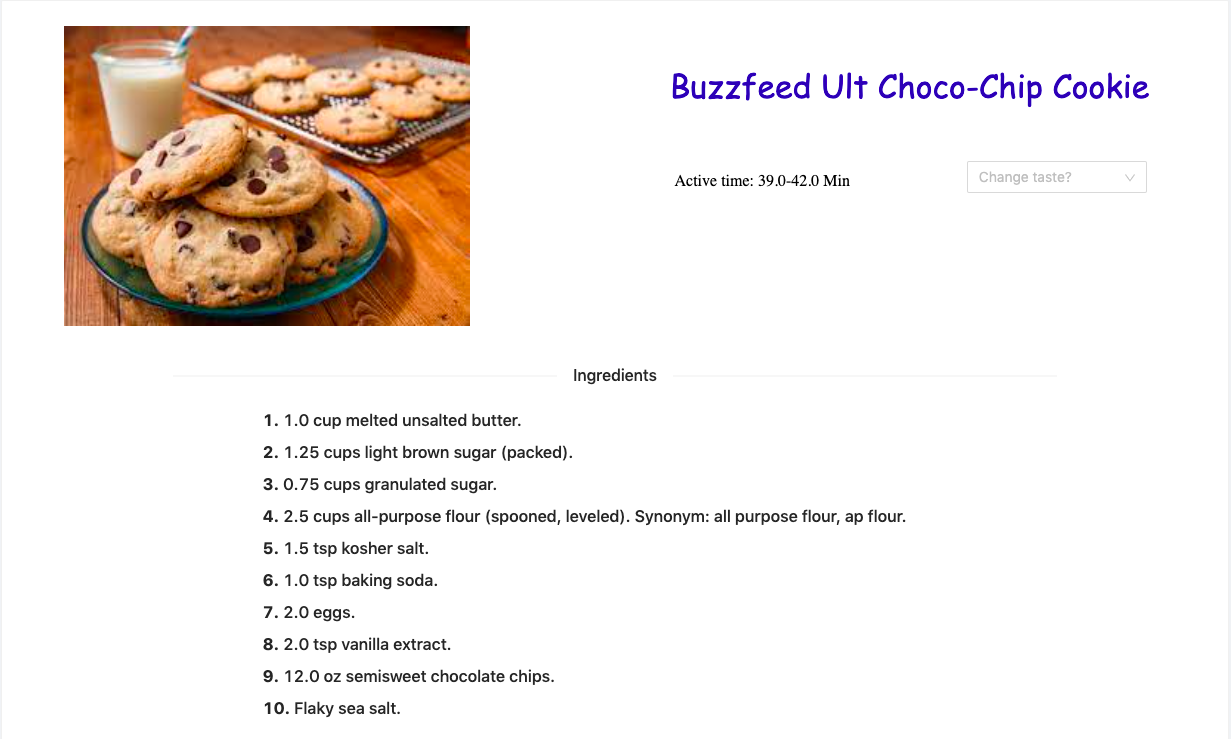 Buzzfeed Ult Choco-Chip Cookie
Active time: 39.0-42.0 Min
Change taste?
Ingredients
1. 1.0 cup melted unsalted butter.
2. 1.25 cups light brown sugar (packed).
3. 0.75 cups granulated sugar.
4. 2.5 cups all-purpose flour (spooned, leveled). Synonym: all purpose flour, ap flour.
5. 1.5 tsp kosher salt.
6. 1.0 tsp baking soda.
7. 2.0 eggs.
8. 2.0 tsp vanilla extract.
9. 12.0 oz semisweet chocolate chips.
10. Flaky sea salt.